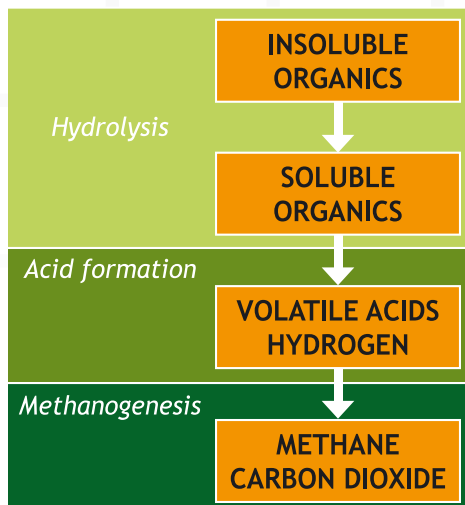 INSOLUBLE
ORGANICS
Hydrolysis
SOLUBLE
ORGANICS
Acid formation
VOLATILE ACIDS
HYDROGEN
Methanogenesis
METHANE
CARBON DIOXIDE